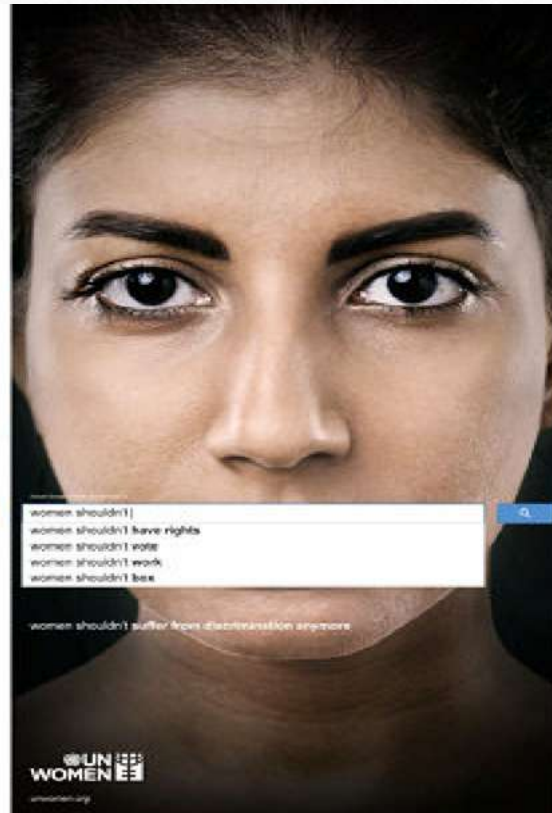 women shouldn't
women shouldn't have rights
women shouldn't vote
women shouldn't work
women shouldn't box
women shouldn't suffer from discrimination anymore
UN
WOMEN
unwomen.org